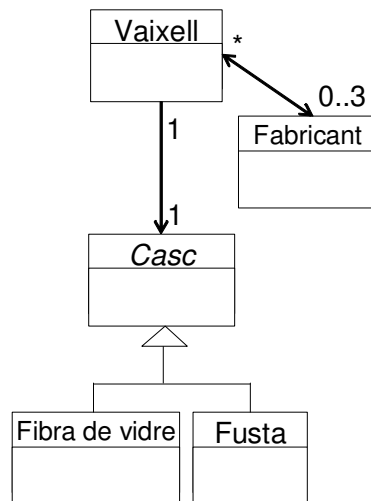 Vaixell
*
0..3
Fabricant
1
1
Casc
Fibra de vidre
Fusta